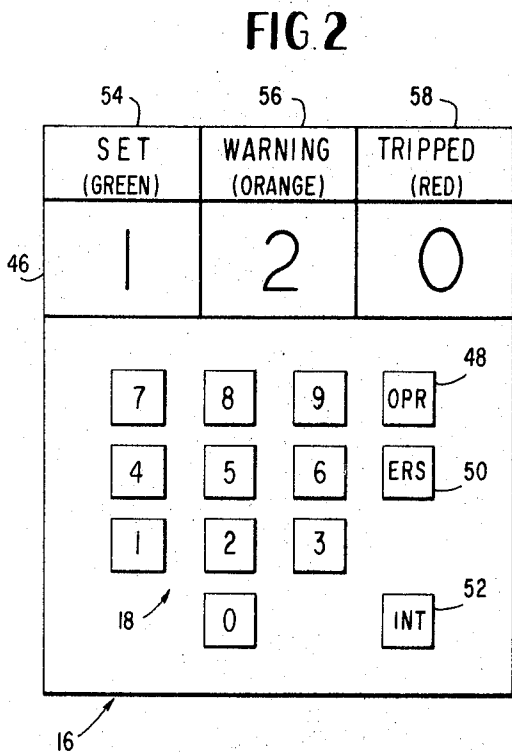 FIG. 2
54 56 58
SET WARNING TRIPPED
(GREEN) (ORANGE) (RED)
46 1 2 0
48
7 8 9 OPR
4 5 6 ERS
50
1 2 3
52
18 0 INT
16